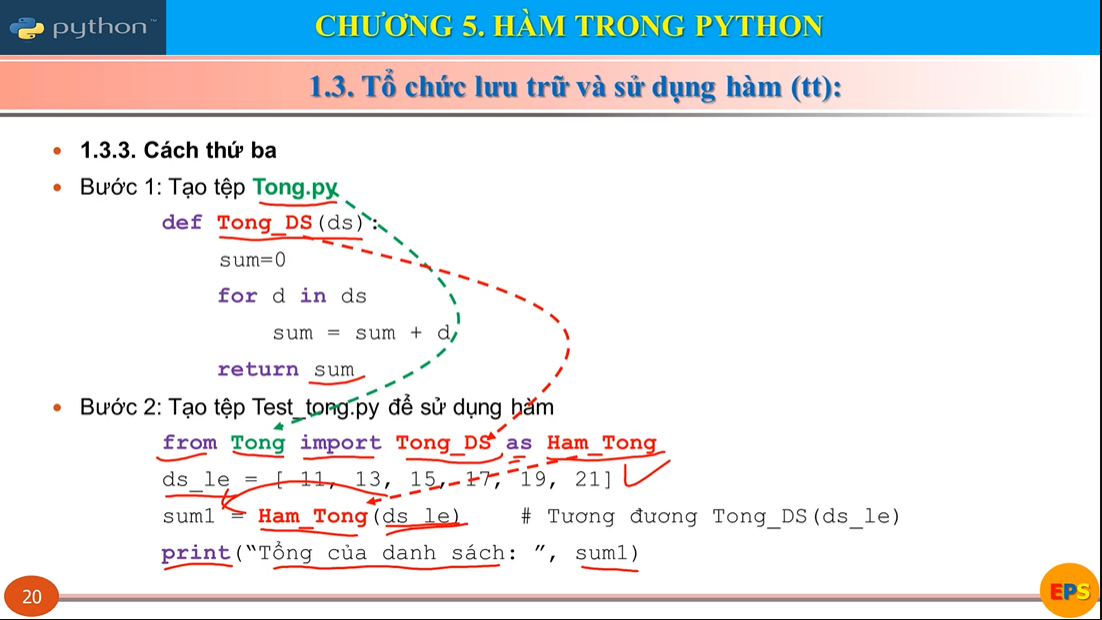 python™
CHƯƠNG 5. HÀM TRONG PYTHON
1.3. Tổ chức lưu trữ và sử dụng hàm (tt):
• 1.3.3. Cách thứ ba
• Bước 1: Tạo tệp Tong.py
def Tong_DS(ds):
sum=0
for d in ds
sum = sum + d
return sum
• Bước 2: Tạo tệp Test_tong.py để sử dụng hàm
from Tong import Tong_DS as Ham_Tong
ds_le = [ 11, 13, 15, 17, 19, 21]
sum1 = Ham_Tong(ds_le) # Tương đương Tong_DS(ds_le)
print(“Tổng của danh sách: ”, sum1)
20
EPS